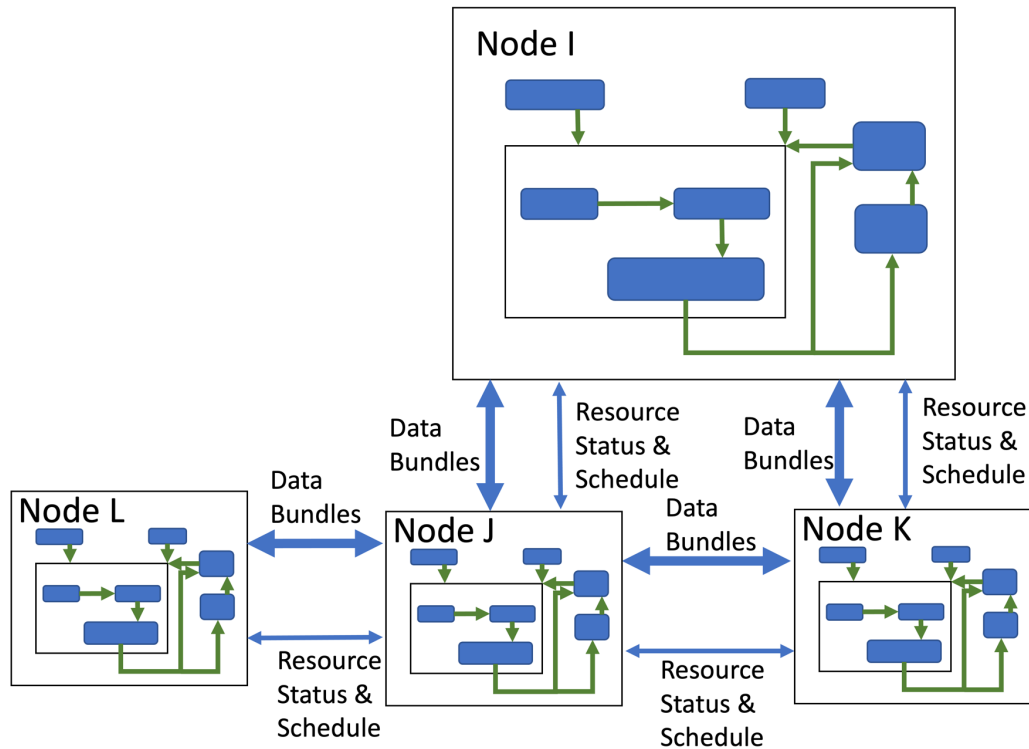 Node I
Data
Bundles
Resource
Status &
Schedule
Data
Bundles
Resource
Status &
Schedule
Node L
Data
Bundles
Node J
Data
Bundles
Node K
Resource
Status &
Schedule
Resource
Status &
Schedule